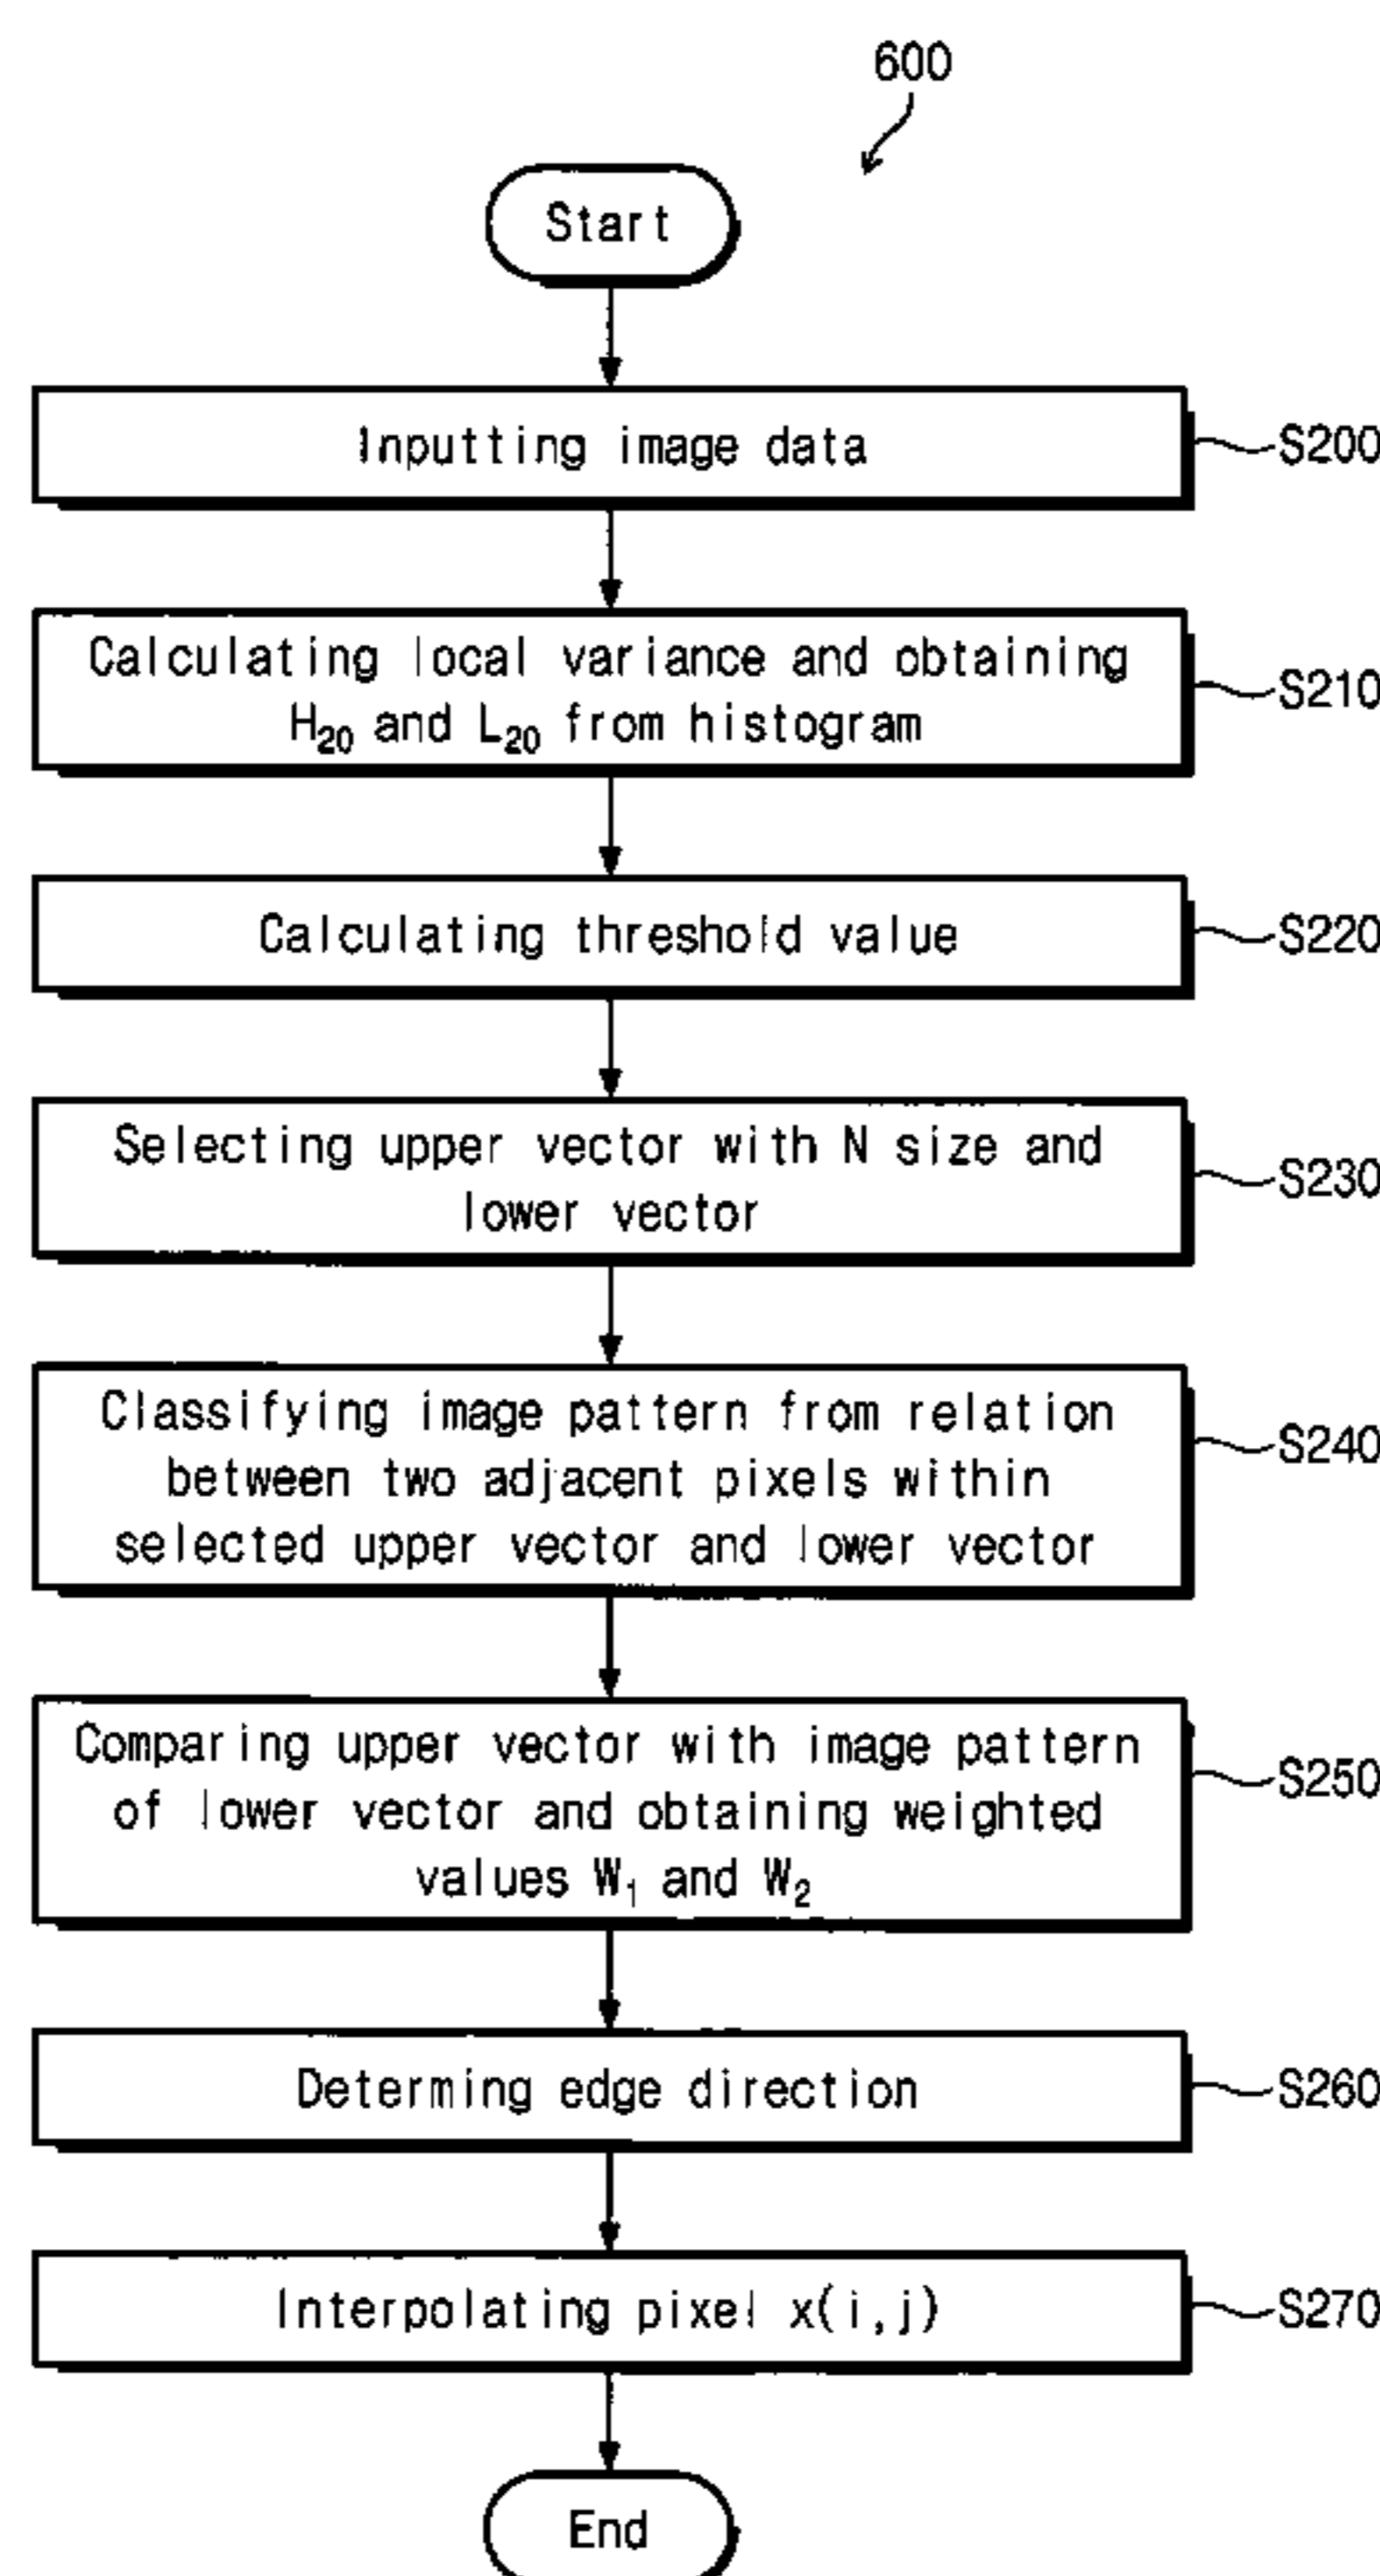 600
Start
Inputting image data
S200
Calculating local variance and obtaining
H20 and L20 from histogram
S210
Calculating threshold value
S220
Selecting upper vector with N size and
lower vector
S230
Classifying image pattern from relation
between two adjacent pixels within
selected upper vector and lower vector
S240
Comparing upper vector with image pattern
of lower vector and obtaining weighted
values W1 and W2
S250
Determing edge direction
S260
Interpolating pixel x(i,j)
S270
End